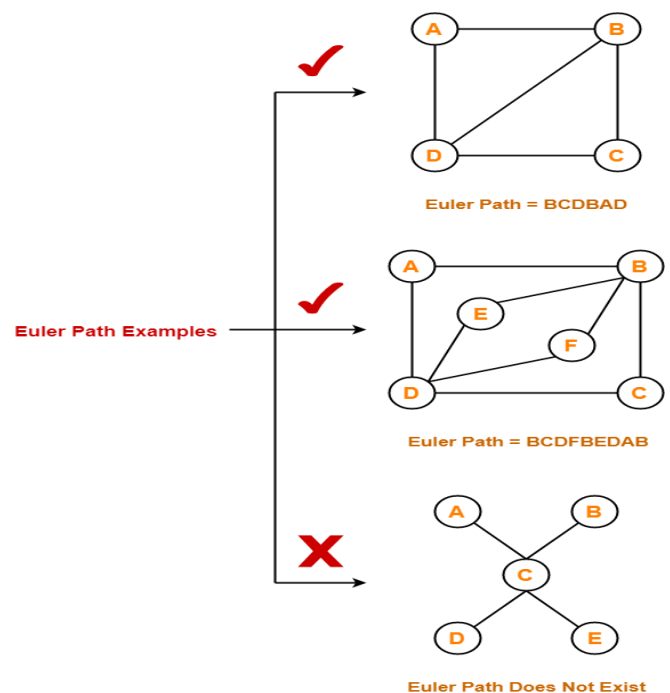 A B
D C
Euler Path = BCDBAD
A B
E
F
D C
Euler Path Examples
Euler Path = BCDFBEDAB
A B
C
D E
Euler Path Does Not Exist